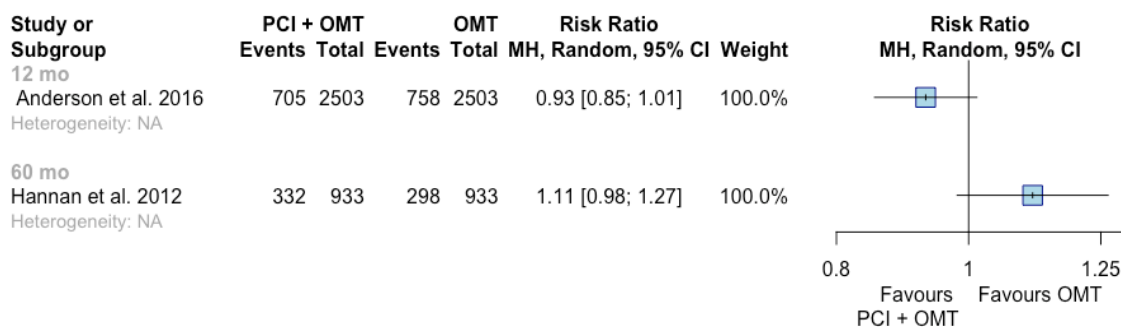 Study or PCI + OMT OMT Risk Ratio Risk Ratio
Subgroup Events Total Events Total MH, Random, 95% CI Weight MH, Random, 95% CI
12 mo
Anderson et al. 2016 705 2503 758 2503 0.93 [0.85; 1.01] 100.0%
Heterogeneity: NA
60 mo
Hannan et al. 2012 332 933 298 933 1.11 [0.98; 1.27] 100.0%
Heterogeneity: NA
0.8 1 1.25
Favours Favours OMT
PCI + OMT